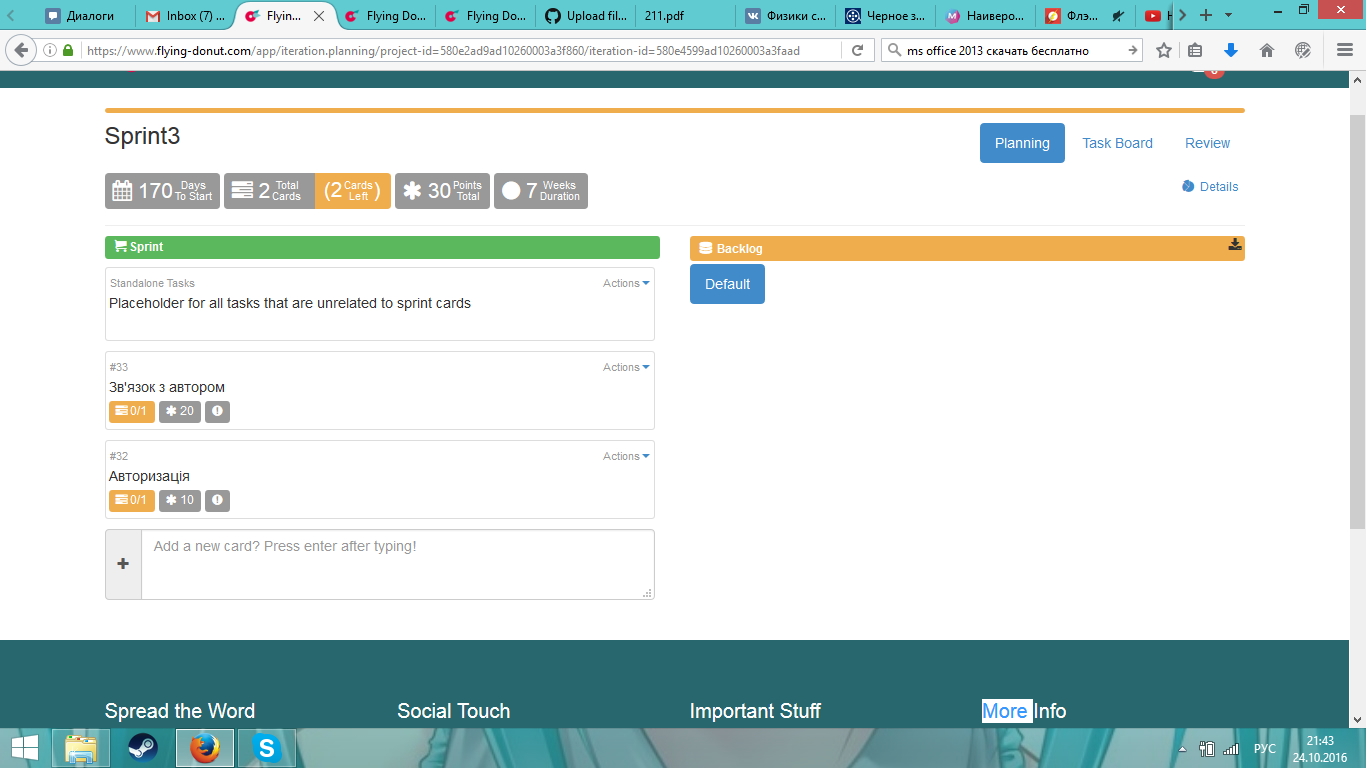 Диалоги
Inbox (7) ...
Flyin...
Flying Do...
Flying Do...
Upload fil...
211.pdf
Физики с...
Черное з...
Наиверо...
Флэ...
https://www.flying-donut.com/app/iteration.planning/project-id=580e2ad9ad10260003a3f860/iteration-id=580e4599ad10260003a3faad
ms office 2013 скачать бесплатно
Sprint3
Planning
Task Board
Review
170 Days To Start
2 Total Cards
(2 Cards Left)
30 Points Total
7 Weeks Duration
Details
Sprint
Backlog
Default
Standalone Tasks
Actions
Placeholder for all tasks that are unrelated to sprint cards
#33
Actions
Зв'язок з автором
0/1
20
#32
Actions
Авторизація
0/1
10
Add a new card? Press enter after typing!
Spread the Word
Social Touch
Important Stuff
More Info
РУС
21:43
24.10.2016